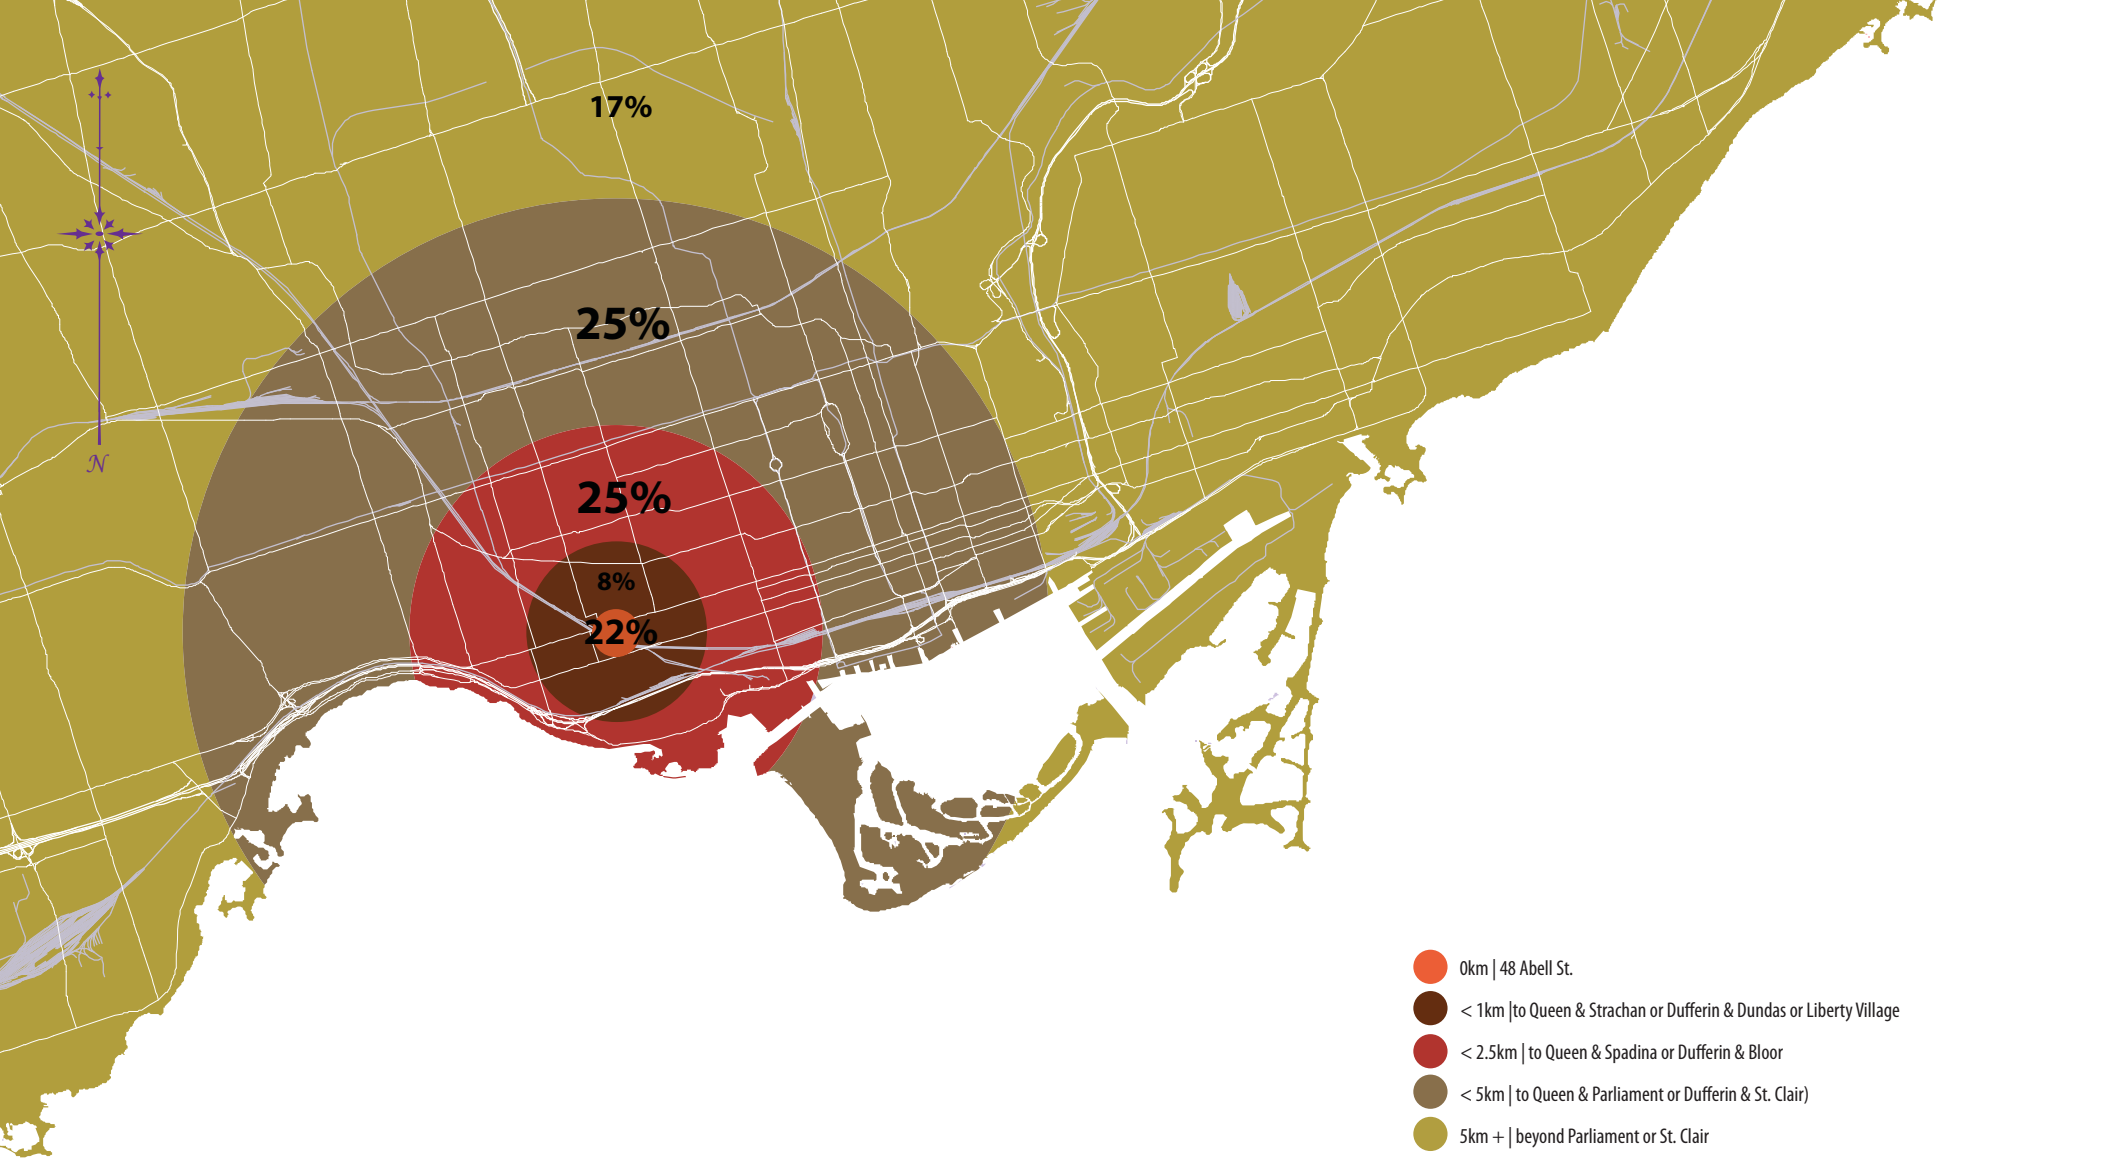 17%
25%
N
25%
8%
22%
0km | 48 Abell St.
< 1km |to Queen & Strachan or Dufferin & Dundas or Liberty Village
< 2.5km | to Queen & Spadina or Dufferin & Bloor
< 5km | to Queen & Parliament or Dufferin & St. Clair)
5km + | beyond Parliament or St. Clair